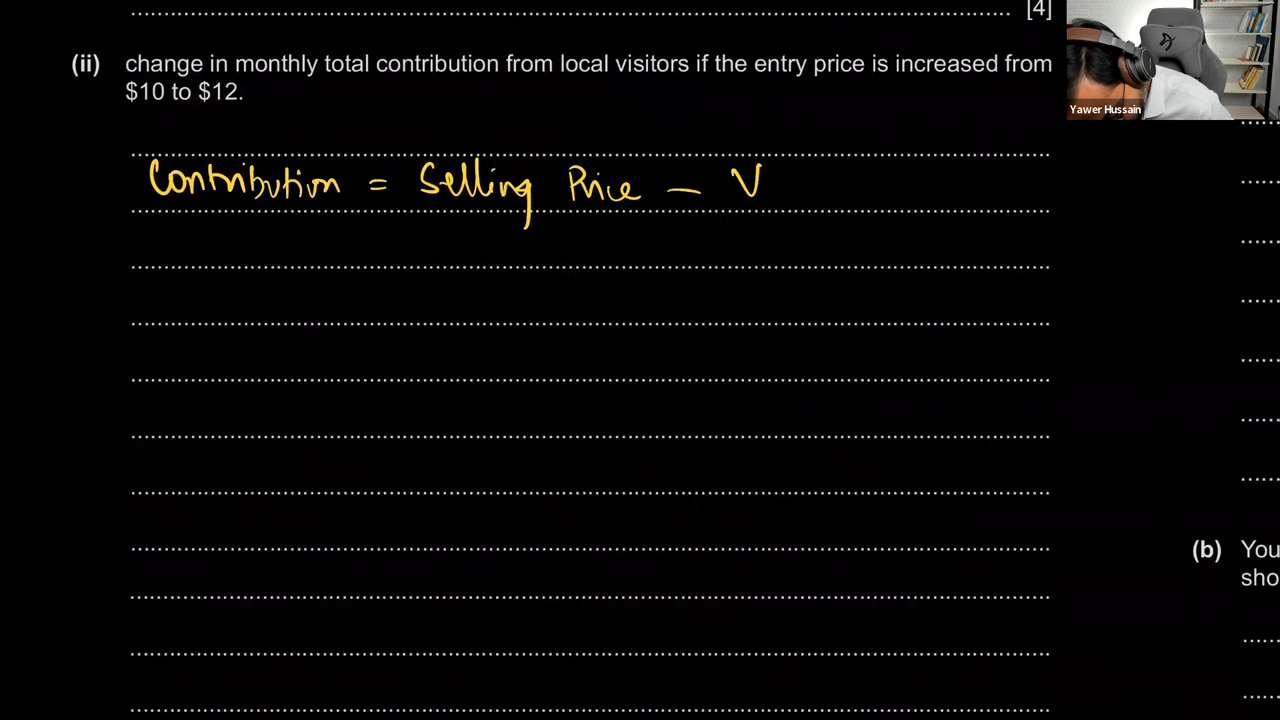 [4]
(ii) change in monthly total contribution from local visitors if the entry price is increased from
$10 to $12.
Yawer Hussain
Contribution = Selling Price – V
(b) You
sho